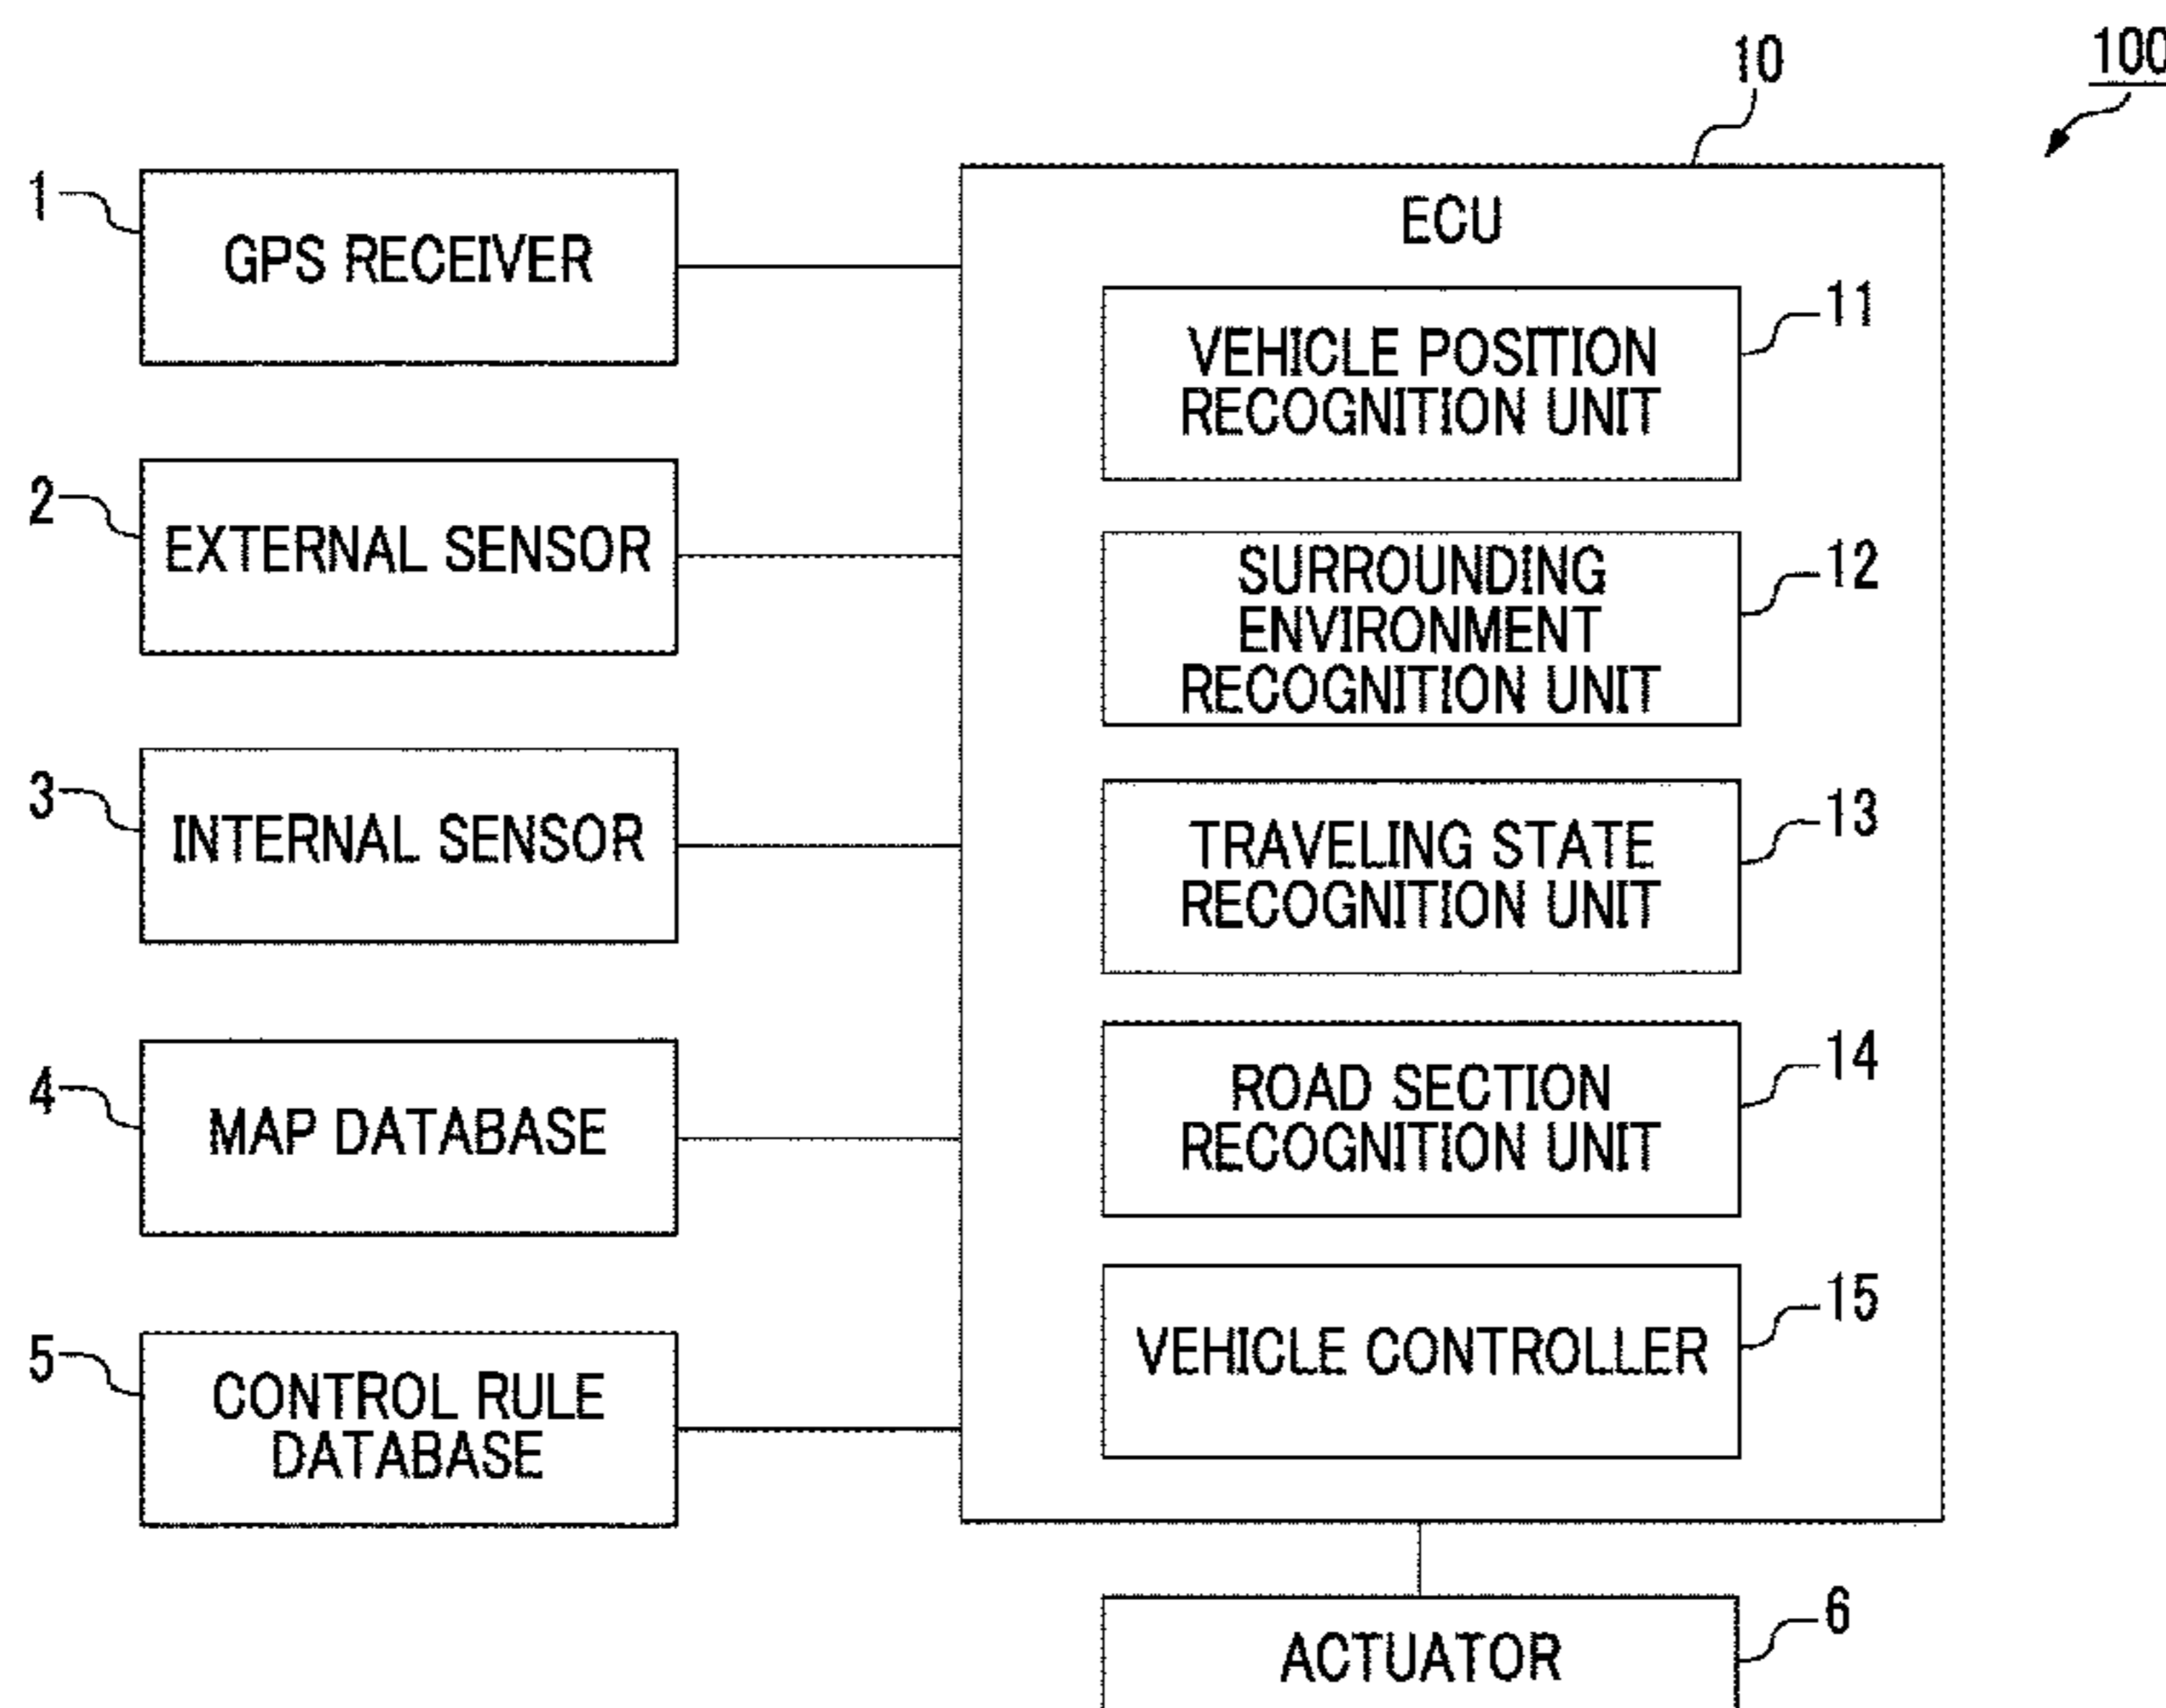 100
10
1
GPS RECEIVER
ECU
11
VEHICLE POSITION
RECOGNITION UNIT
2
EXTERNAL SENSOR
12
SURROUNDING
ENVIRONMENT
RECOGNITION UNIT
3
INTERNAL SENSOR
13
TRAVELING STATE
RECOGNITION UNIT
4
MAP DATABASE
14
ROAD SECTION
RECOGNITION UNIT
5
CONTROL RULE
DATABASE
15
VEHICLE CONTROLLER
6
ACTUATOR